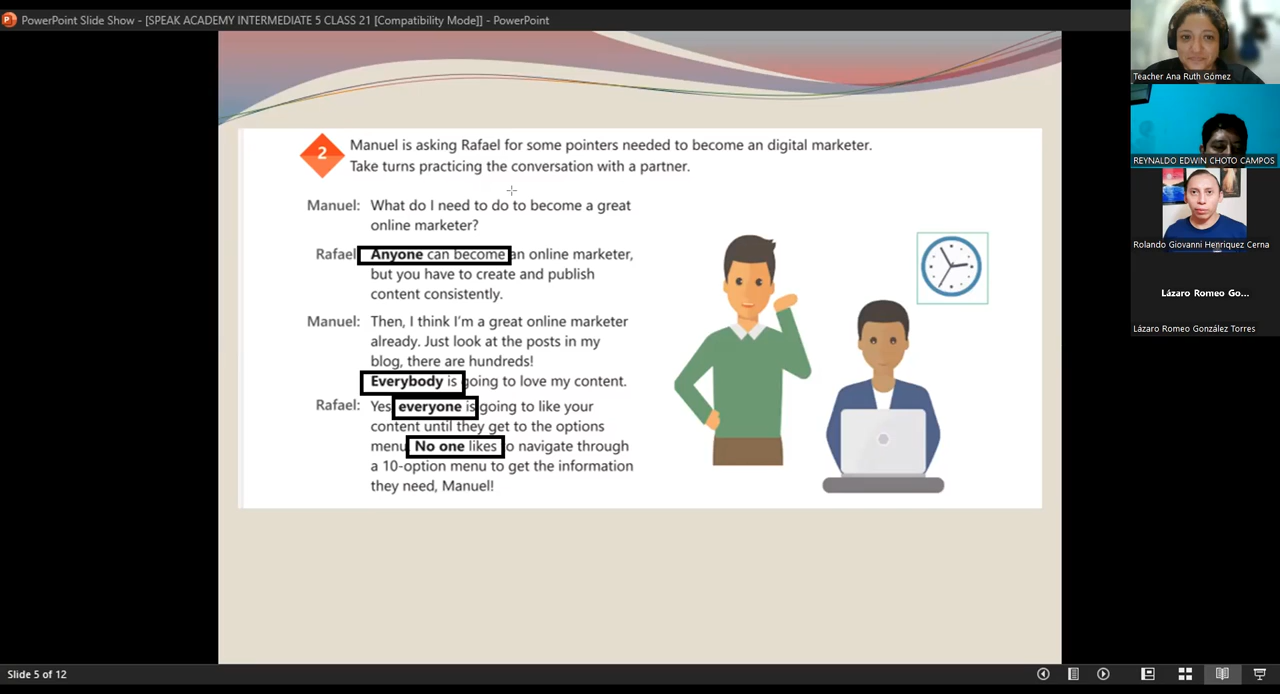 PowerPoint Slide Show - [SPEAK ACADEMY INTERMEDIATE 5 CLASS 21 [Compatibility Mode]] - PowerPoint
Teacher Ana Ruth Gómez
REYNALDO EDWIN CHOTO CAMPOS
Rolando Giovanni Henriquez Cerna
Lázaro Romeo Go...
Lázaro Romeo González Torres
2
Manuel is asking Rafael for some pointers needed to become an digital marketer.
Take turns practicing the conversation with a partner.
Manuel: What do I need to do to become a great
online marketer?
Rafael Anyone can become an online marketer,
but you have to create and publish
content consistently.
Manuel: Then, I think I'm a great online marketer
already. Just look at the posts in my
blog, there are hundreds!
Everybody is going to love my content.
Rafael: Yes everyone is going to like your
content until they get to the options
menu No one likes to navigate through
a 10-option menu to get the information
they need, Manuel!
Slide 5 of 12